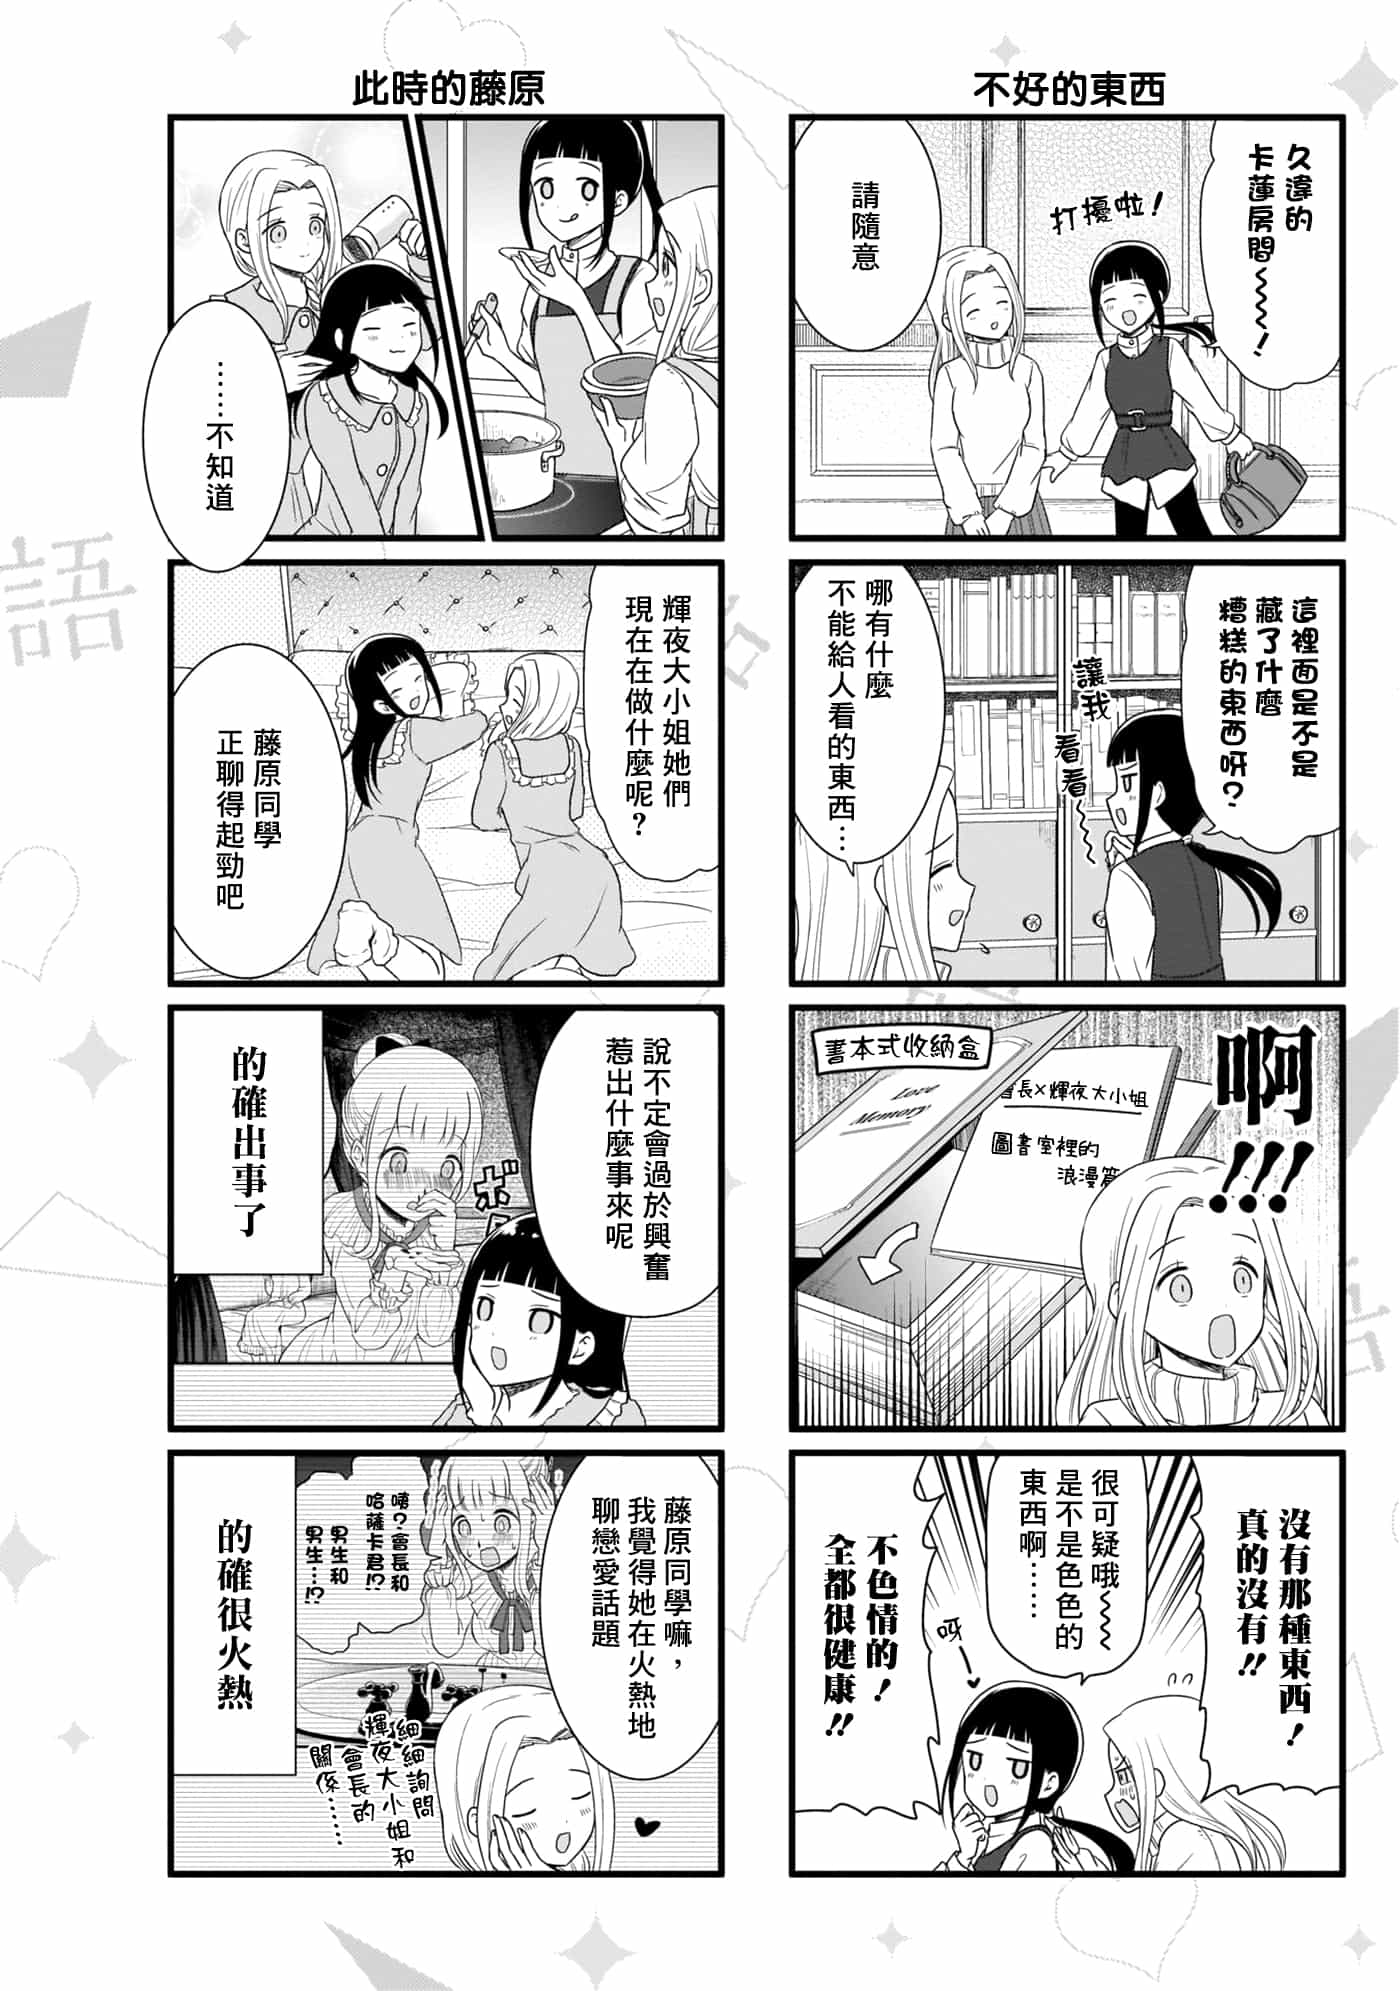 不好的東西
久違的
卡蓮房間~~~~!
打擾啦!
請隨意
這裡面是不是
藏了什麼
糟糕的東西呀?
讓我
看看~
哪有什麼
不能給人看的東西…
啊!!!
書本式收納盒
Love
Memory
會長×輝夜大小姐
圖書室裡的
浪漫篇
沒有那種東西!
真的沒有!!
很可疑哦~~
是不是色色的
東西啊……
呀~
不色情的!
全都很健康!!
此時的藤原
……不知道
輝夜大小姐她們
現在在做什麼呢?
藤原同學
正聊得起勁吧
說不定會過於興奮
惹出什麼事來呢
的確出事了
藤原同學嘛,
我覺得她在火熱地
聊戀愛話題
咦?會長和
哈薩卡君!?
男生和
男生…!?
細細詢問
輝夜大小姐和
會長的
關係……
的確很火熱
語